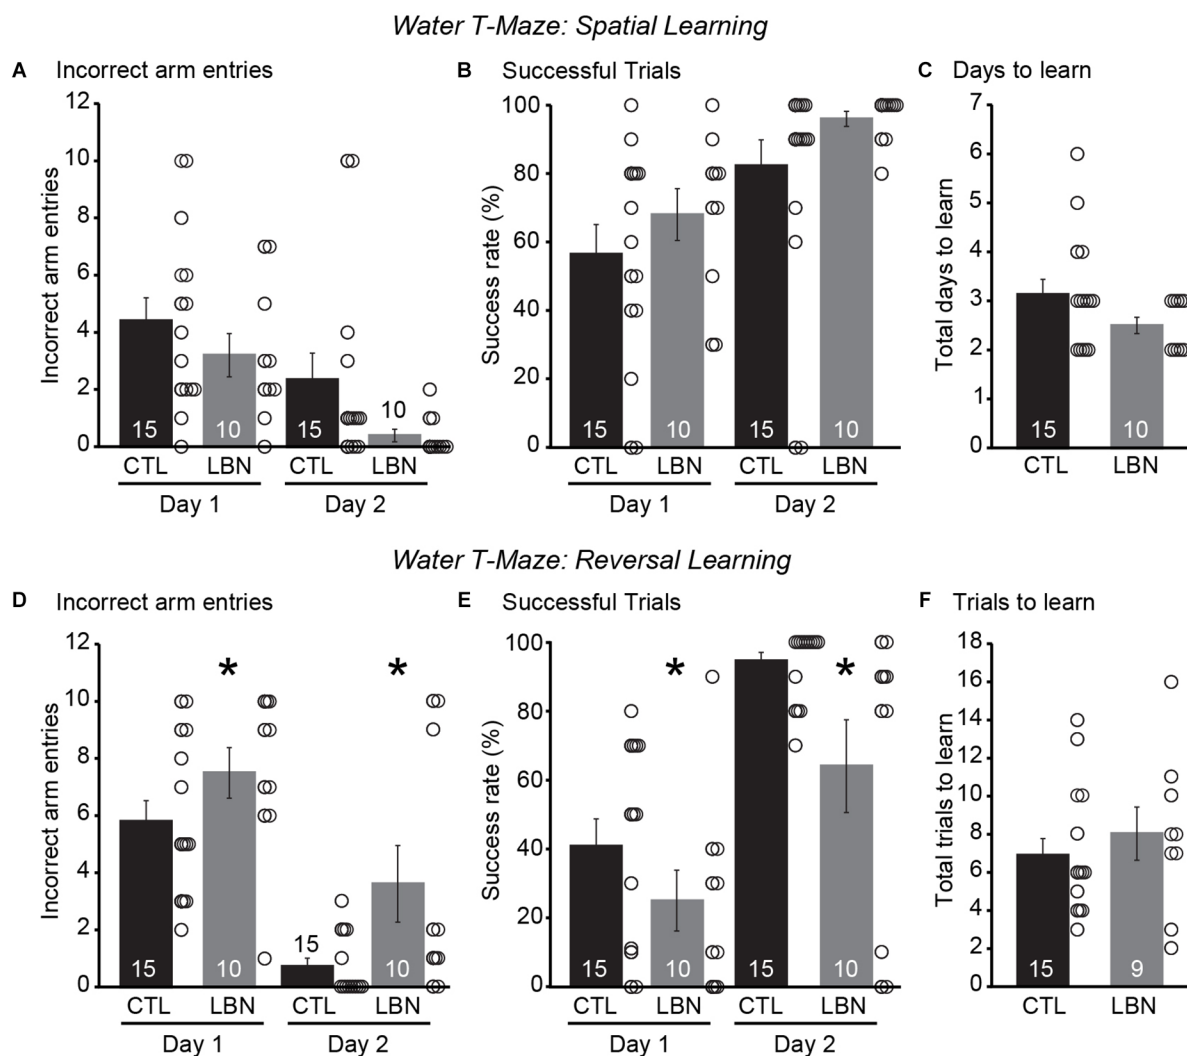 Water T-Maze: Spatial Learning
A Incorrect arm entries
Incorrect arm entries
12
10
8
6
4
2
0
15
10
15
10
CTL LBN CTL LBN
Day 1 Day 2
B Successful Trials
Success rate (%)
100
80
60
40
20
0
15
10
15
10
CTL LBN CTL LBN
Day 1 Day 2
C Days to learn
Total days to learn
7
6
5
4
3
2
1
0
15
10
CTL LBN
Water T-Maze: Reversal Learning
D Incorrect arm entries
Incorrect arm entries
12
10
8
6
4
2
0
* *
15
10
15
10
CTL LBN CTL LBN
Day 1 Day 2
E Successful Trials
Success rate (%)
100
80
60
40
20
0
* *
15
10
15
10
CTL LBN CTL LBN
Day 1 Day 2
F Trials to learn
Total trials to learn
18
16
14
12
10
8
6
4
2
0
15
9
CTL LBN